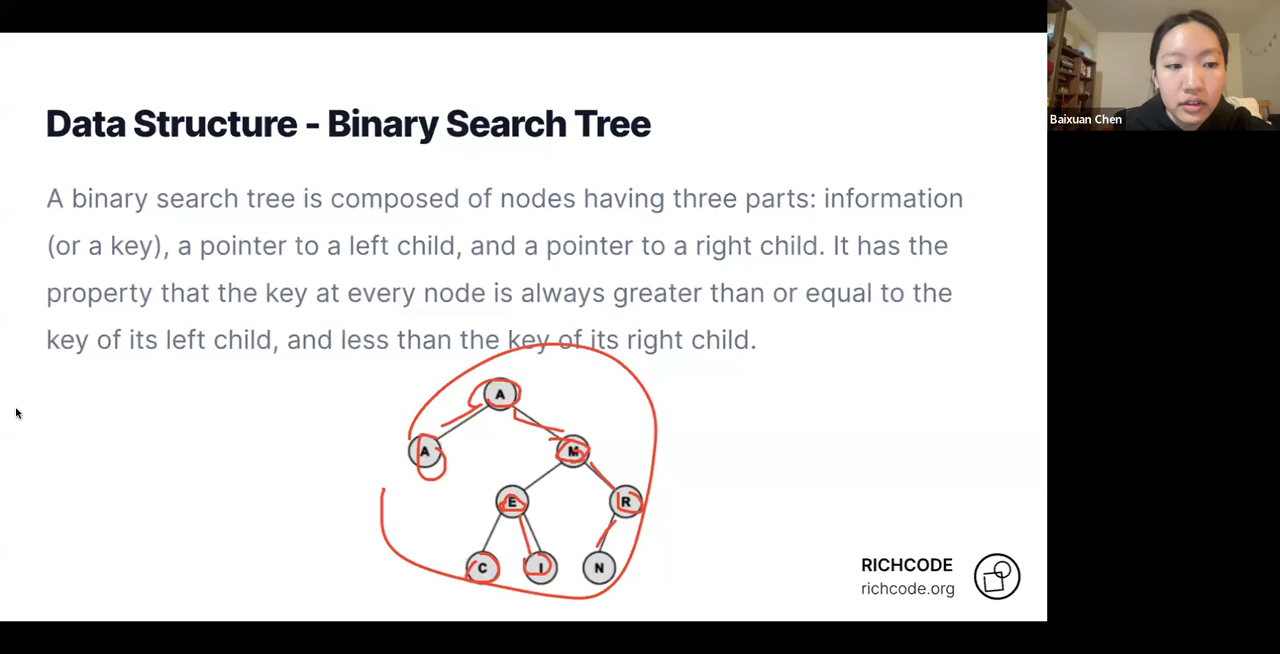 Data Structure - Binary Search Tree
A binary search tree is composed of nodes having three parts: information
(or a key), a pointer to a left child, and a pointer to a right child. It has the
property that the key at every node is always greater than or equal to the
key of its left child, and less than the key of its right child.
A
A M
E R
C I N
RICHCODE
richcode.org
Baixuan Chen